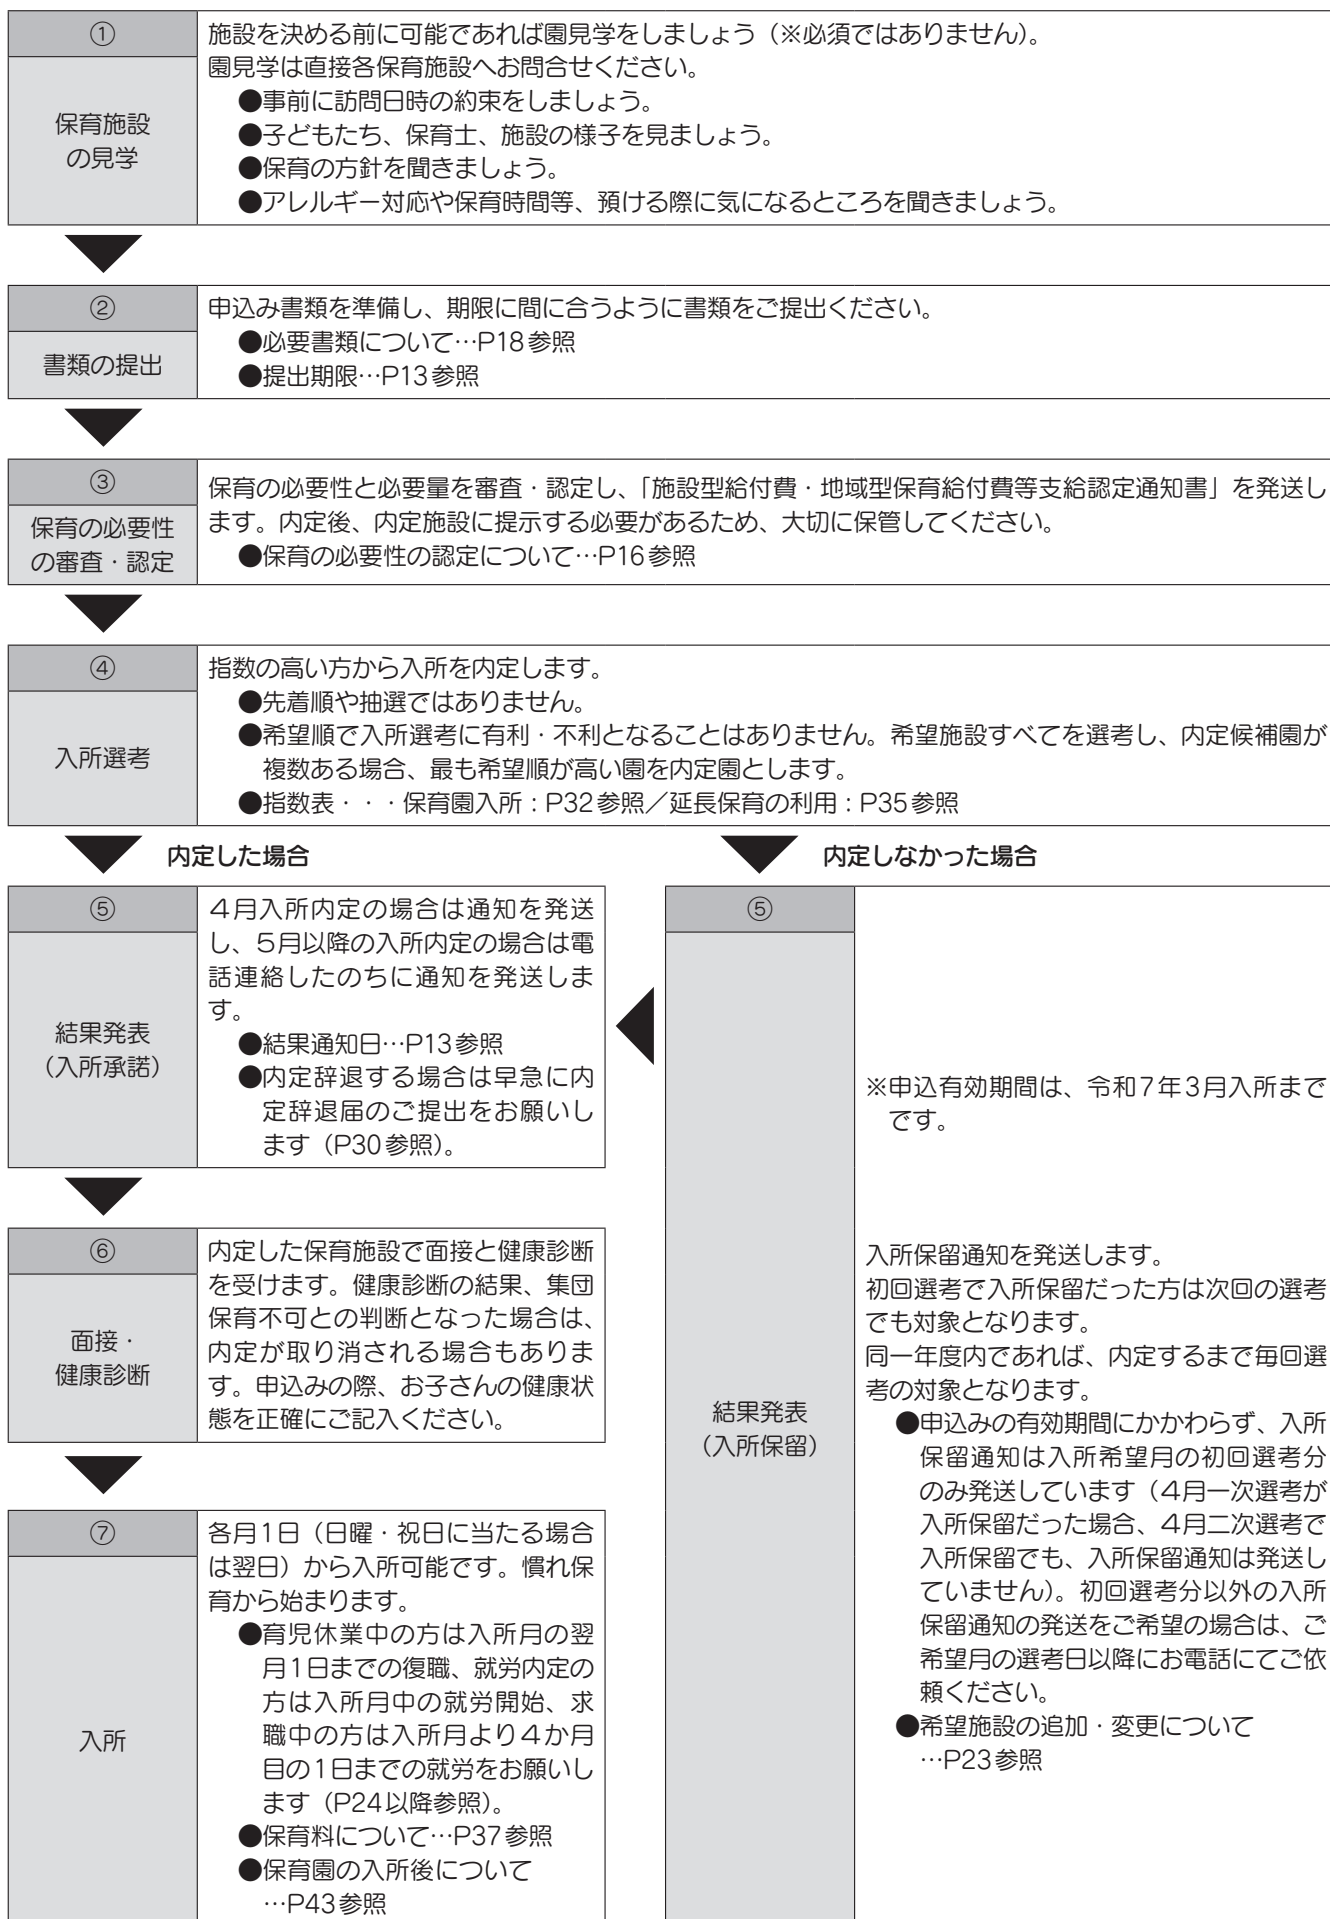 ①
保育施設
の見学
施設を決める前に可能であれば園見学をしましょう（※必須ではありません）。
園見学は直接各保育施設へお問合せください。
●事前に訪問日時の約束をしましょう。
●子どもたち、保育士、施設の様子を見ましょう。
●保育の方針を聞きましょう。
●アレルギー対応や保育時間等、預ける際に気になるところを聞きましょう。
②
書類の提出
申込み書類を準備し、期限に間に合うように書類をご提出ください。
●必要書類について…P18参照
●提出期限…P13参照
③
保育の必要性
の審査・認定
保育の必要性と必要量を審査・認定し、「施設型給付費・地域型保育給付費等支給認定通知書」を発送し
ます。内定後、内定施設に提示する必要があるため、大切に保管してください。
●保育の必要性の認定について…P16参照
④
入所選考
指数の高い方から入所を内定します。
●先着順や抽選ではありません。
●希望順で入所選考に有利・不利となることはありません。希望施設すべてを選考し、内定候補園が
複数ある場合、最も希望順が高い園を内定園とします。
●指数表・・・保育園入所：P32参照／延長保育の利用：P35参照
内定した場合
⑤
結果発表
（入所承諾）
４月入所内定の場合は通知を発送
し、５月以降の入所内定の場合は電
話連絡したのちに通知を発送しま
す。
●結果通知日…P13参照
●内定辞退する場合は早急に内
定辞退届のご提出をお願いし
ます（P30参照）。
⑥
面接・
健康診断
内定した保育施設で面接と健康診断
を受けます。健康診断の結果、集団
保育不可との判断となった場合は、
内定が取り消される場合もありま
す。申込みの際、お子さんの健康状
態を正確にご記入ください。
⑦
入所
各月1日（日曜・祝日に当たる場合
は翌日）から入所可能です。慣れ保
育から始まります。
●育児休業中の方は入所月の翌
月1日までの復職、就労内定の
方は入所月中の就労開始、求
職中の方は入所月より４か月
目の1日までの就労をお願いし
ます（P24以降参照）。
●保育料について…P37参照
●保育園の入所後について
…P43参照
内定しなかった場合
⑤
結果発表
（入所保留）
※申込有効期間は、令和7年3月入所まで
です。
入所保留通知を発送します。
初回選考で入所保留だった方は次回の選考
でも対象となります。
同一年度内であれば、内定するまで毎回選
考の対象となります。
●申込みの有効期間にかかわらず、入所
保留通知は入所希望月の初回選考分
のみ発送しています（４月一次選考が
入所保留だった場合、４月二次選考で
入所保留でも、入所保留通知は発送し
ていません）。初回選考分以外の入所
保留通知の発送をご希望の場合は、ご
希望月の選考日以降にお電話にてご依
頼ください。
●希望施設の追加・変更について
…P23参照